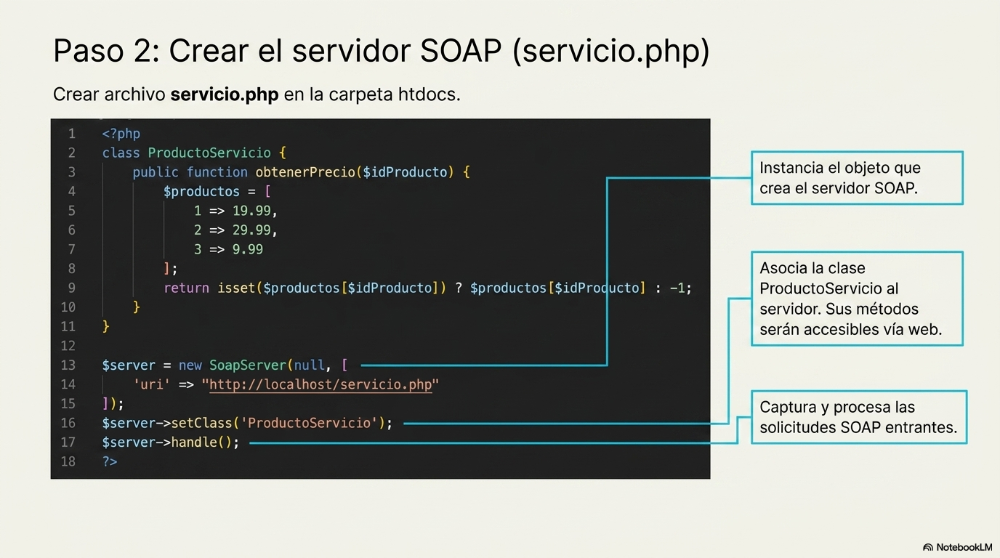 Paso 2: Crear el servidor SOAP (servicio.php)
Crear archivo servicio.php en la carpeta htdocs.
1 <?php
2 class ProductoServicio {
3     public function obtenerPrecio($idProducto) {
4         $productos = [
5             1 => 19.99,
6             2 => 29.99,
7             3 => 9.99
8         ];
9         return isset($productos[$idProducto]) ? $productos[$idProducto] : -1;
10     }
11 }
12
13 $server = new SoapServer(null, [
14     'uri' => "http://localhost/servicio.php"
15 ]);
16 $server->setClass('ProductoServicio');
17 $server->handle();
18 ?>
Instancia el objeto que
crea el servidor SOAP.
Asocia la clase
ProductoServicio al
servidor. Sus métodos
serán accesibles vía web.
Captura y procesa las
solicitudes SOAP entrantes.
NotebookLM